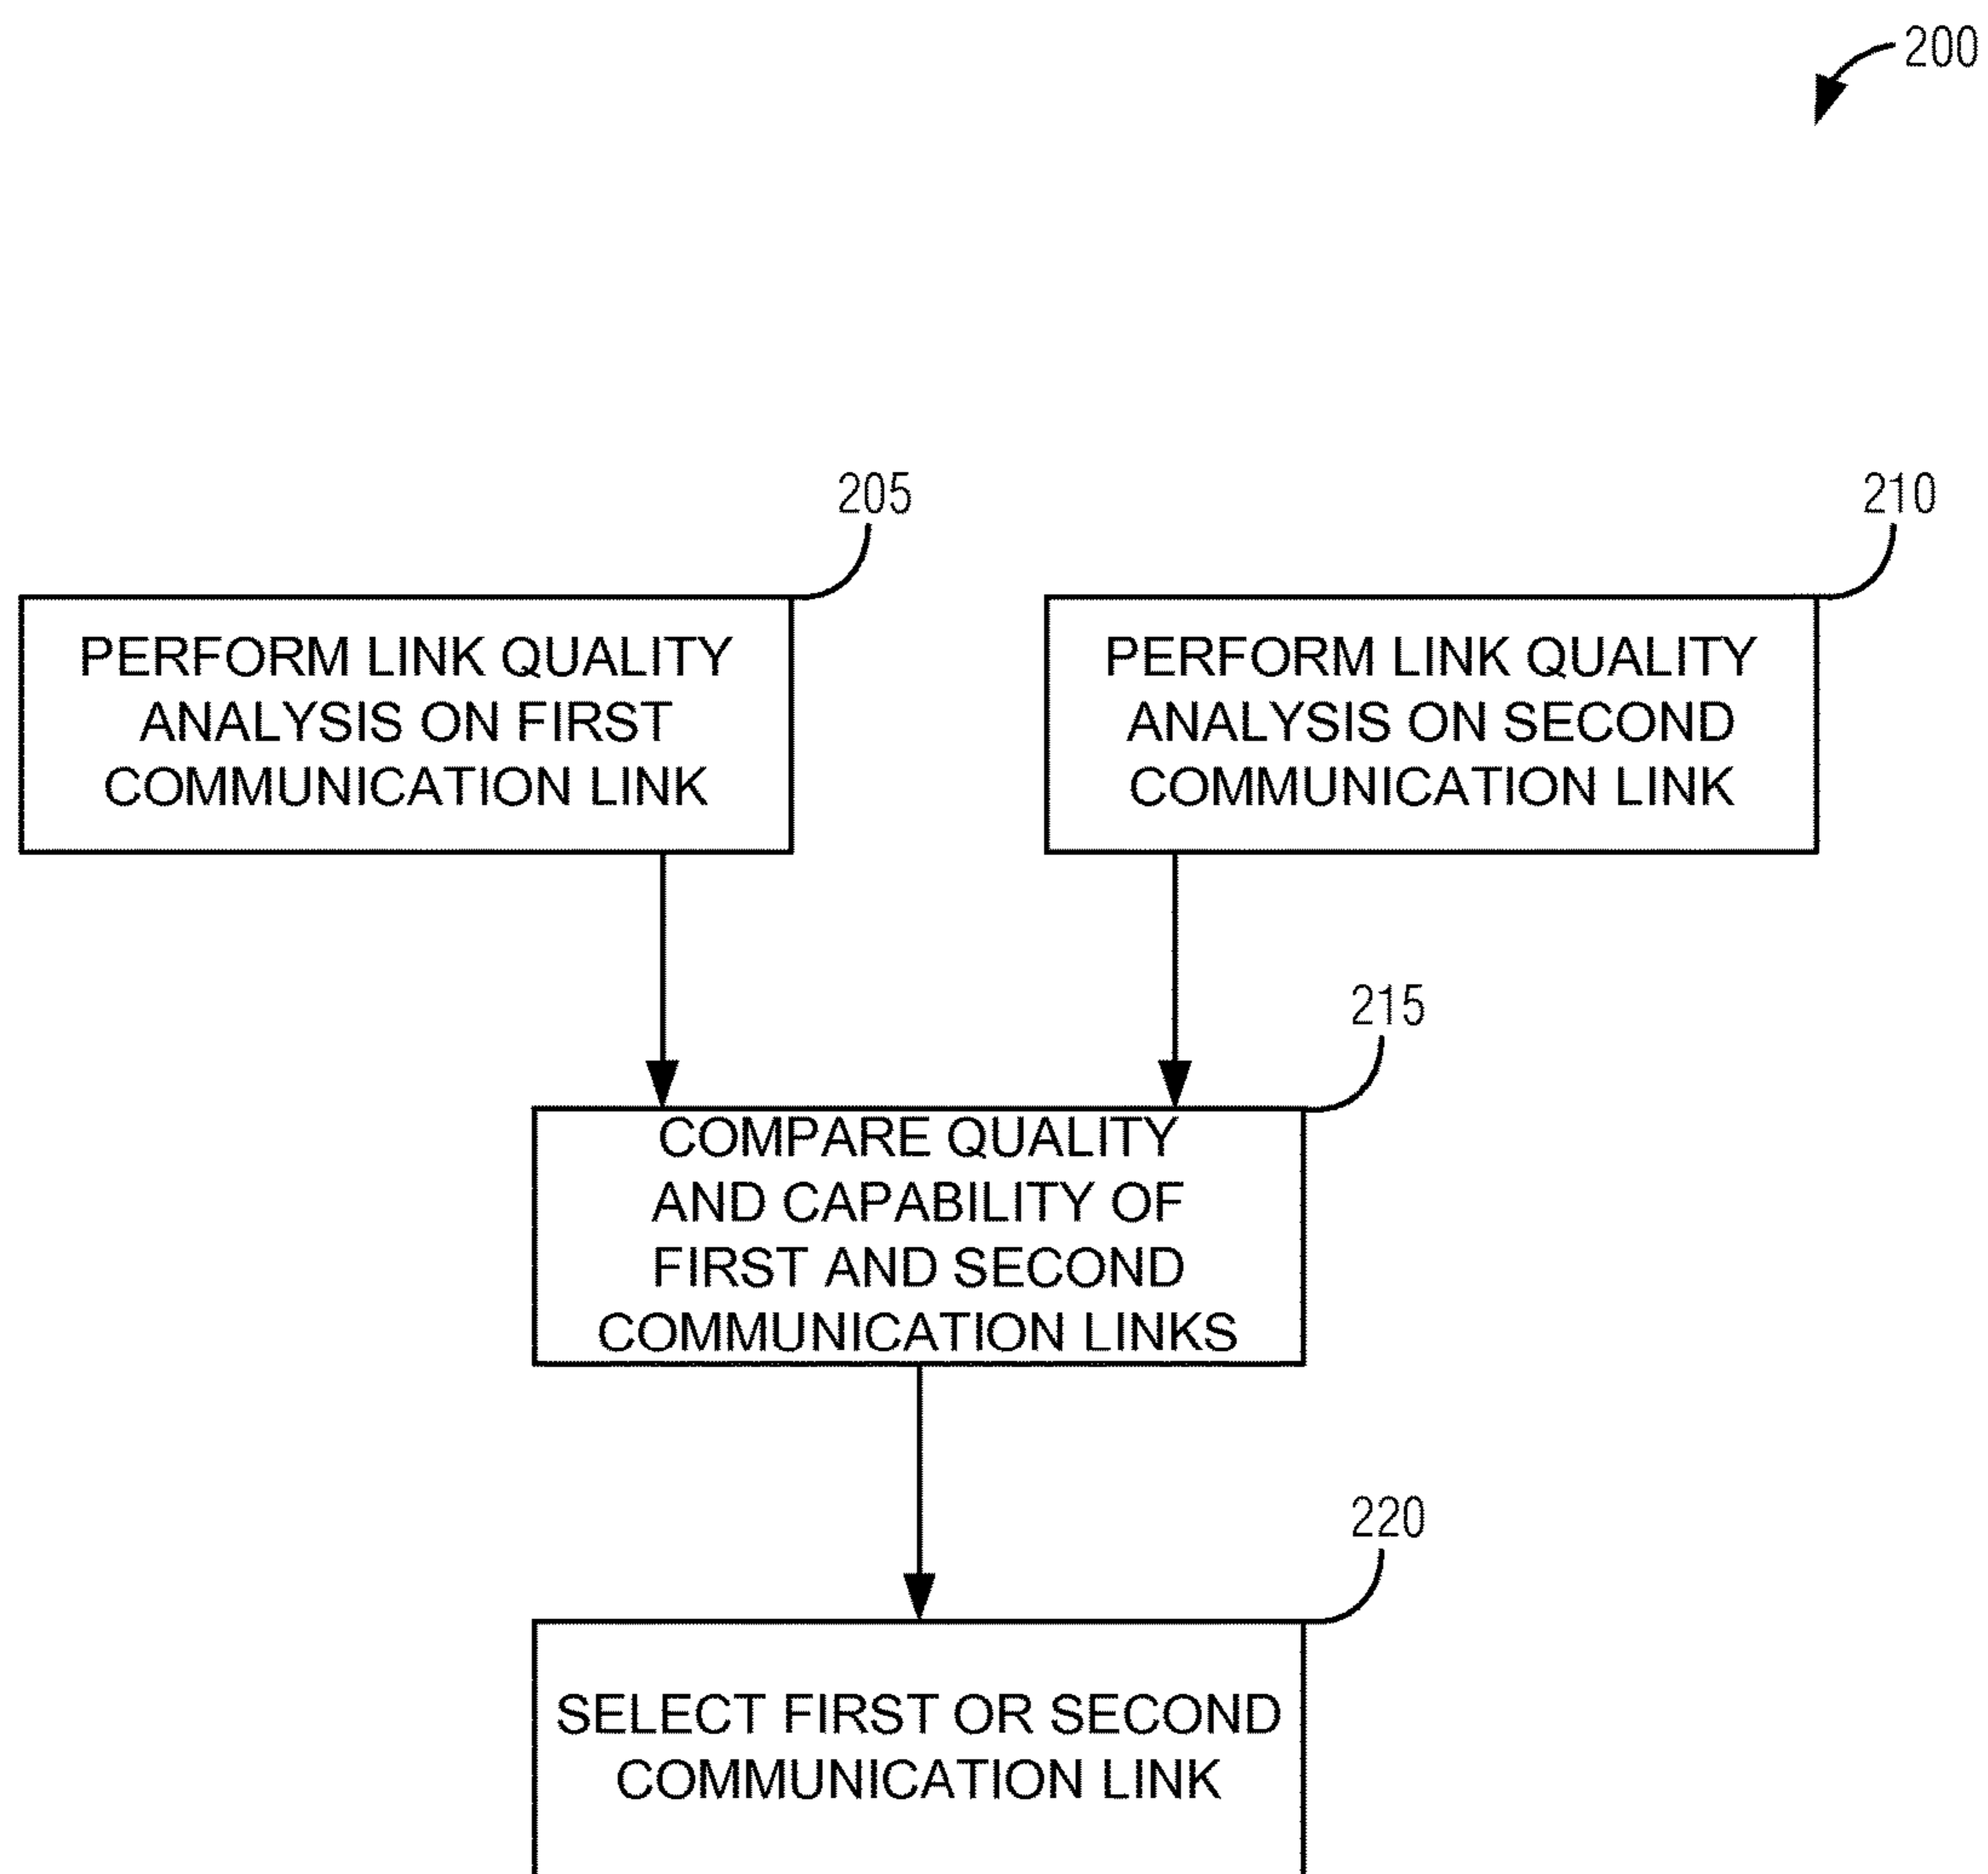 200
205
210
PERFORM LINK QUALITY
ANALYSIS ON FIRST
COMMUNICATION LINK
PERFORM LINK QUALITY
ANALYSIS ON SECOND
COMMUNICATION LINK
215
COMPARE QUALITY
AND CAPABILITY OF
FIRST AND SECOND
COMMUNICATION LINKS
220
SELECT FIRST OR SECOND
COMMUNICATION LINK